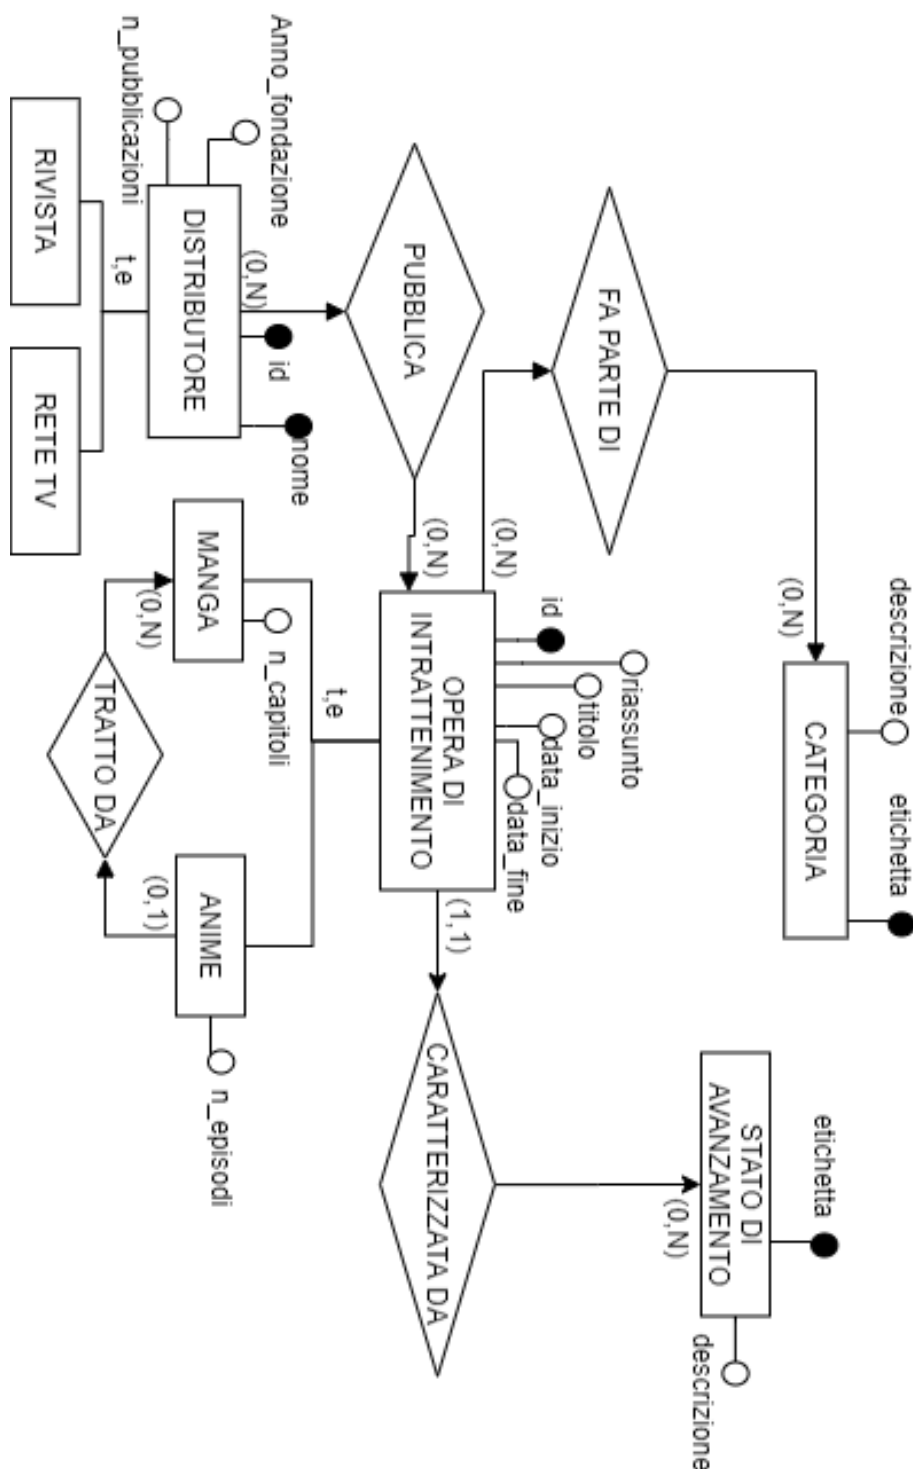 descrizione
etichetta
etichetta
CATEGORIA
(0,N)
STATO DI
AVANZAMENTO
descrizione
(0,N)
riassunto
FA PARTE DI
titolo
id
data_inizio
data_fine
(0,N)
(1,1)
OPERA DI
INTRATTENIMENTO
CARATTERIZZATA DA
(0,N)
PUBBLICA
t,e
nome
Anno_fondazione
id
n_capitoli
(0,N)
n_episodi
DISTRIBUTORE
MANGA
ANIME
(0,N)
(0,1)
n_pubblicazioni
t,e
TRATTO DA
RIVISTA
RETE TV